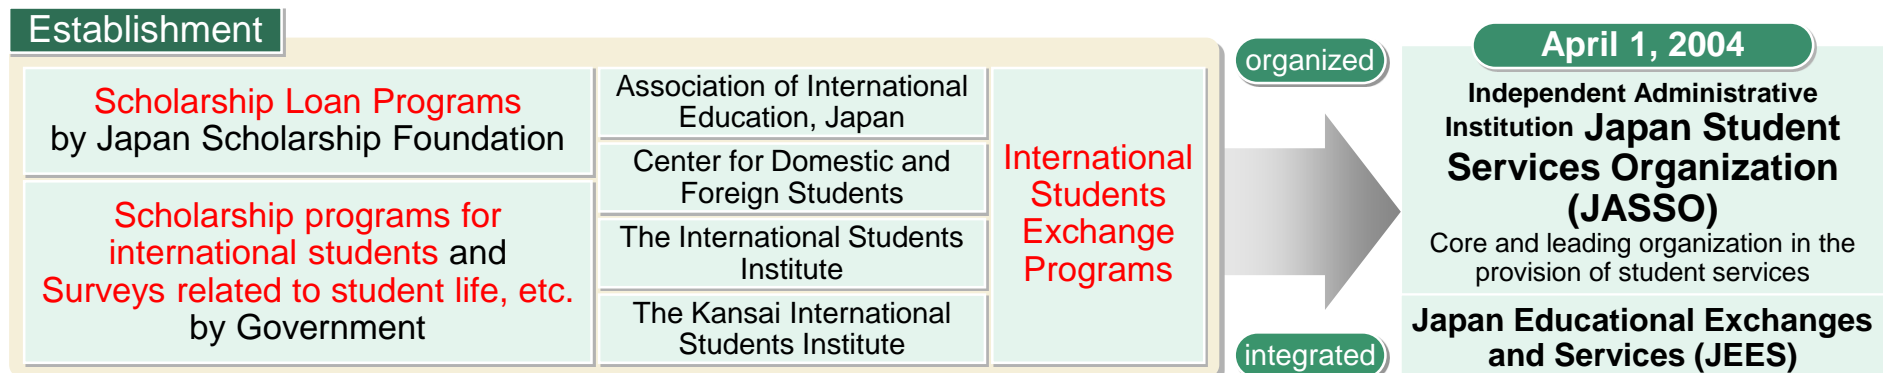 Establishment
Scholarship Loan Programs
by Japan Scholarship Foundation
Scholarship programs for
international students and
Surveys related to student life, etc.
by Government
Association of International
Education, Japan
Center for Domestic and
Foreign Students
The International Students
Institute
The Kansai International
Students Institute
International
Students
Exchange
Programs
organized
integrated
April 1, 2004
Independent Administrative
Institution Japan Student
Services Organization
(JASSO)
Core and leading organization in the
provision of student services
Japan Educational Exchanges
and Services (JEES)